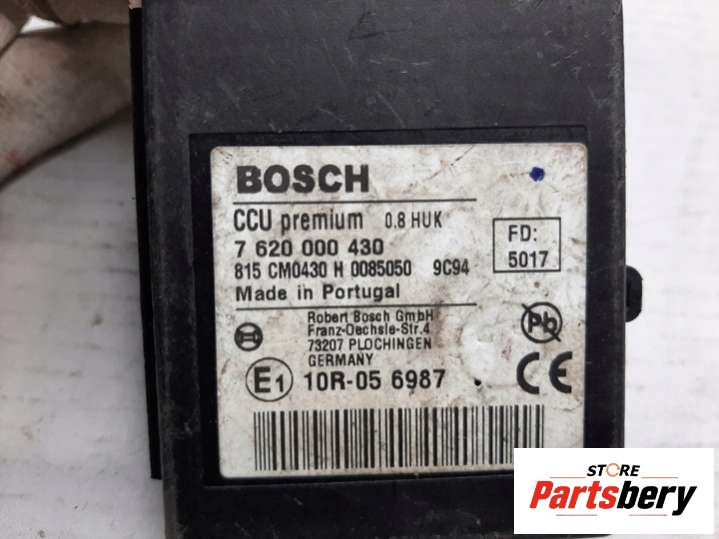 BOSCH
CCU premium 0.8 HUK
7 620 000 430
815 CM0430 H 0085050 9C94
Made in Portugal
FD:
5017
Robert Bosch GmbH
Franz-Oechsle-Str.4
73207 PLOCHINGEN
GERMANY
Pb
E1 10R-05 6987 CE
STORE
Partsbery